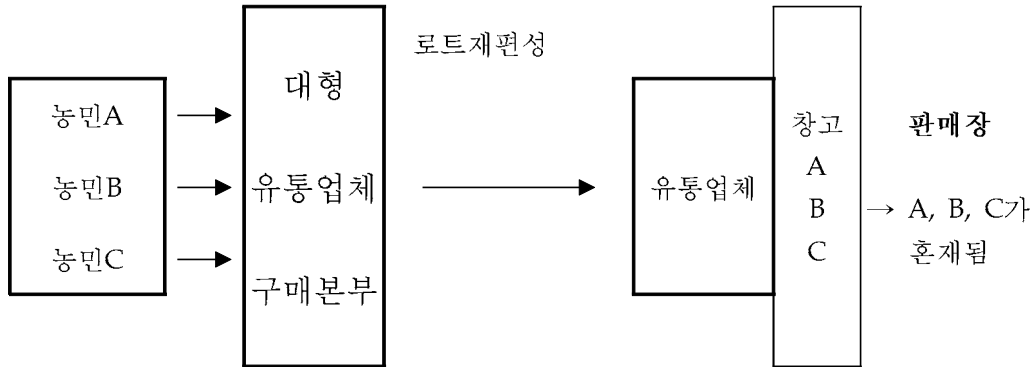 로트재편성
농민A
농민B
농민C
대형
유통업체
구매본부
유통업체
창고
A
B
C
판매장
→ A, B, C가
혼재됨